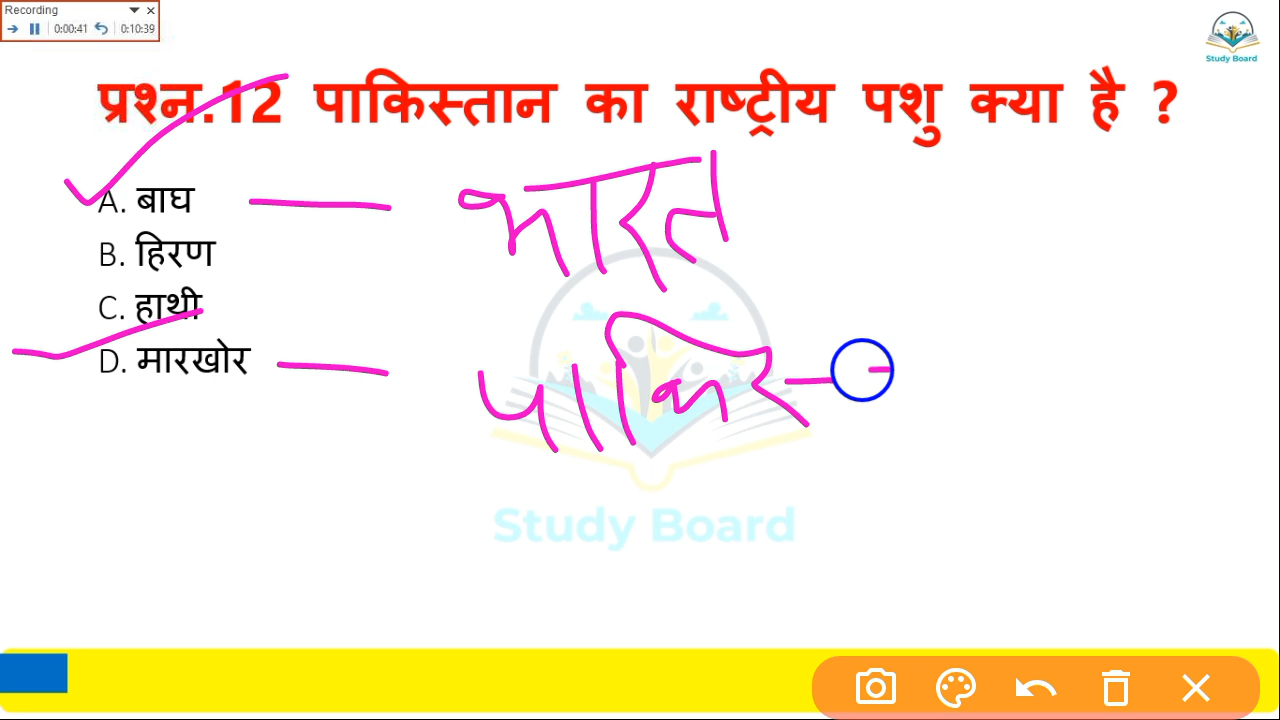 Recording
0:00:41 0:10:39
Study Board
प्रश्न.12 पाकिस्तान का राष्ट्रीय पशु क्या है ?
A. बाघ
भारत
B. हिरण
C. हाथी
D. मारखोर
Study Board